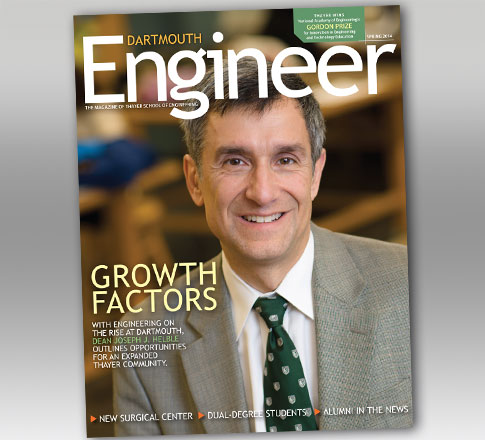 THAYER WINS
National Academy of Engineering's
GORDON PRIZE
for Innovation in Engineering
and Technology Education
SPRING 2014
DARTMOUTH
Engineer
THE MAGAZINE OF THAYER SCHOOL OF ENGINEERING
GROWTH
FACTORS
WITH ENGINEERING ON
THE RISE AT DARTMOUTH,
DEAN JOSEPH J. HELBLE
OUTLINES OPPORTUNITIES
FOR AN EXPANDED
THAYER COMMUNITY.
▶ NEW SURGICAL CENTER ▶ DUAL-DEGREE STUDENTS ▶ ALUMNI IN THE NEWS